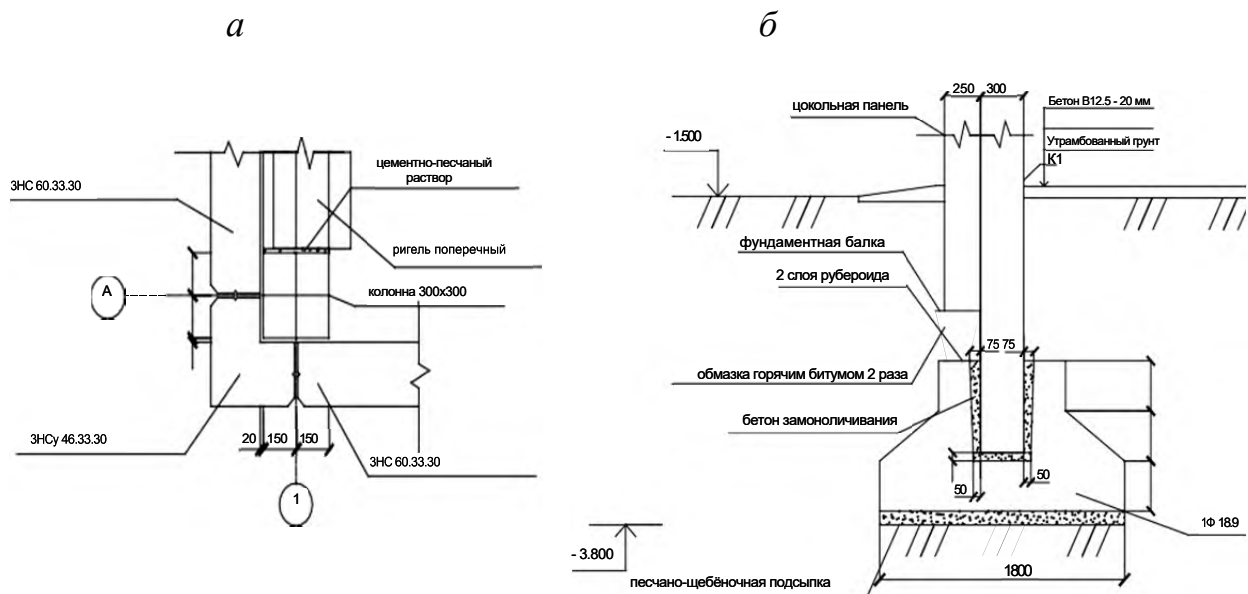 а
цементно-песчаный
раствор
3НС 60.33.30
ригель поперечный
А
колонна 300х300
3НСу 46.33.30
20 150 150
3НС 60.33.30
1
б
250 300
цокольная панель
Бетон В12.5 - 20 мм
- 1.500
Утрамбованный грунт
К1
фундаментная балка
2 слоя рубероида
75 75
обмазка горячим битумом 2 раза
бетон замоноличивания
50
50
1Ф 18.9
- 3.800
1800
песчано-щебёночная подсыпка